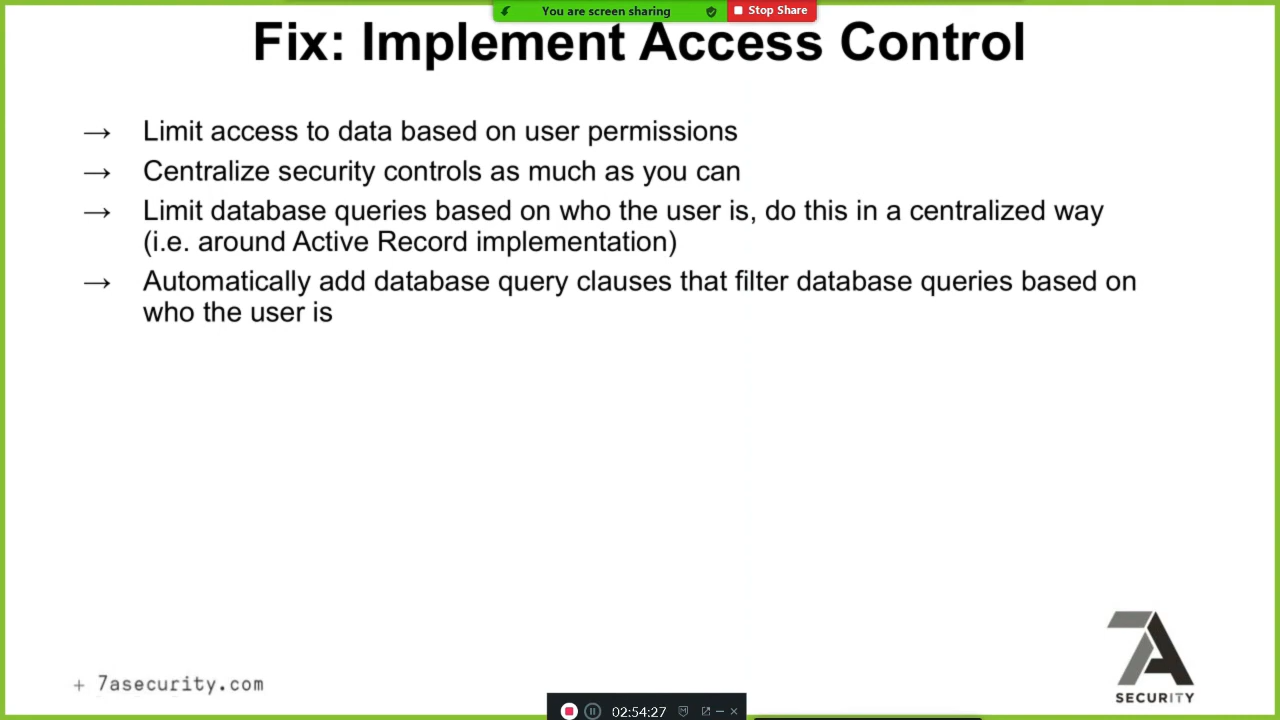 You are screen sharing
Stop Share
Fix: Implement Access Control
→ Limit access to data based on user permissions
→ Centralize security controls as much as you can
→ Limit database queries based on who the user is, do this in a centralized way
(i.e. around Active Record implementation)
→ Automatically add database query clauses that filter database queries based on
who the user is
+ 7asecurity.com
7A
SECURITY
02:54:27